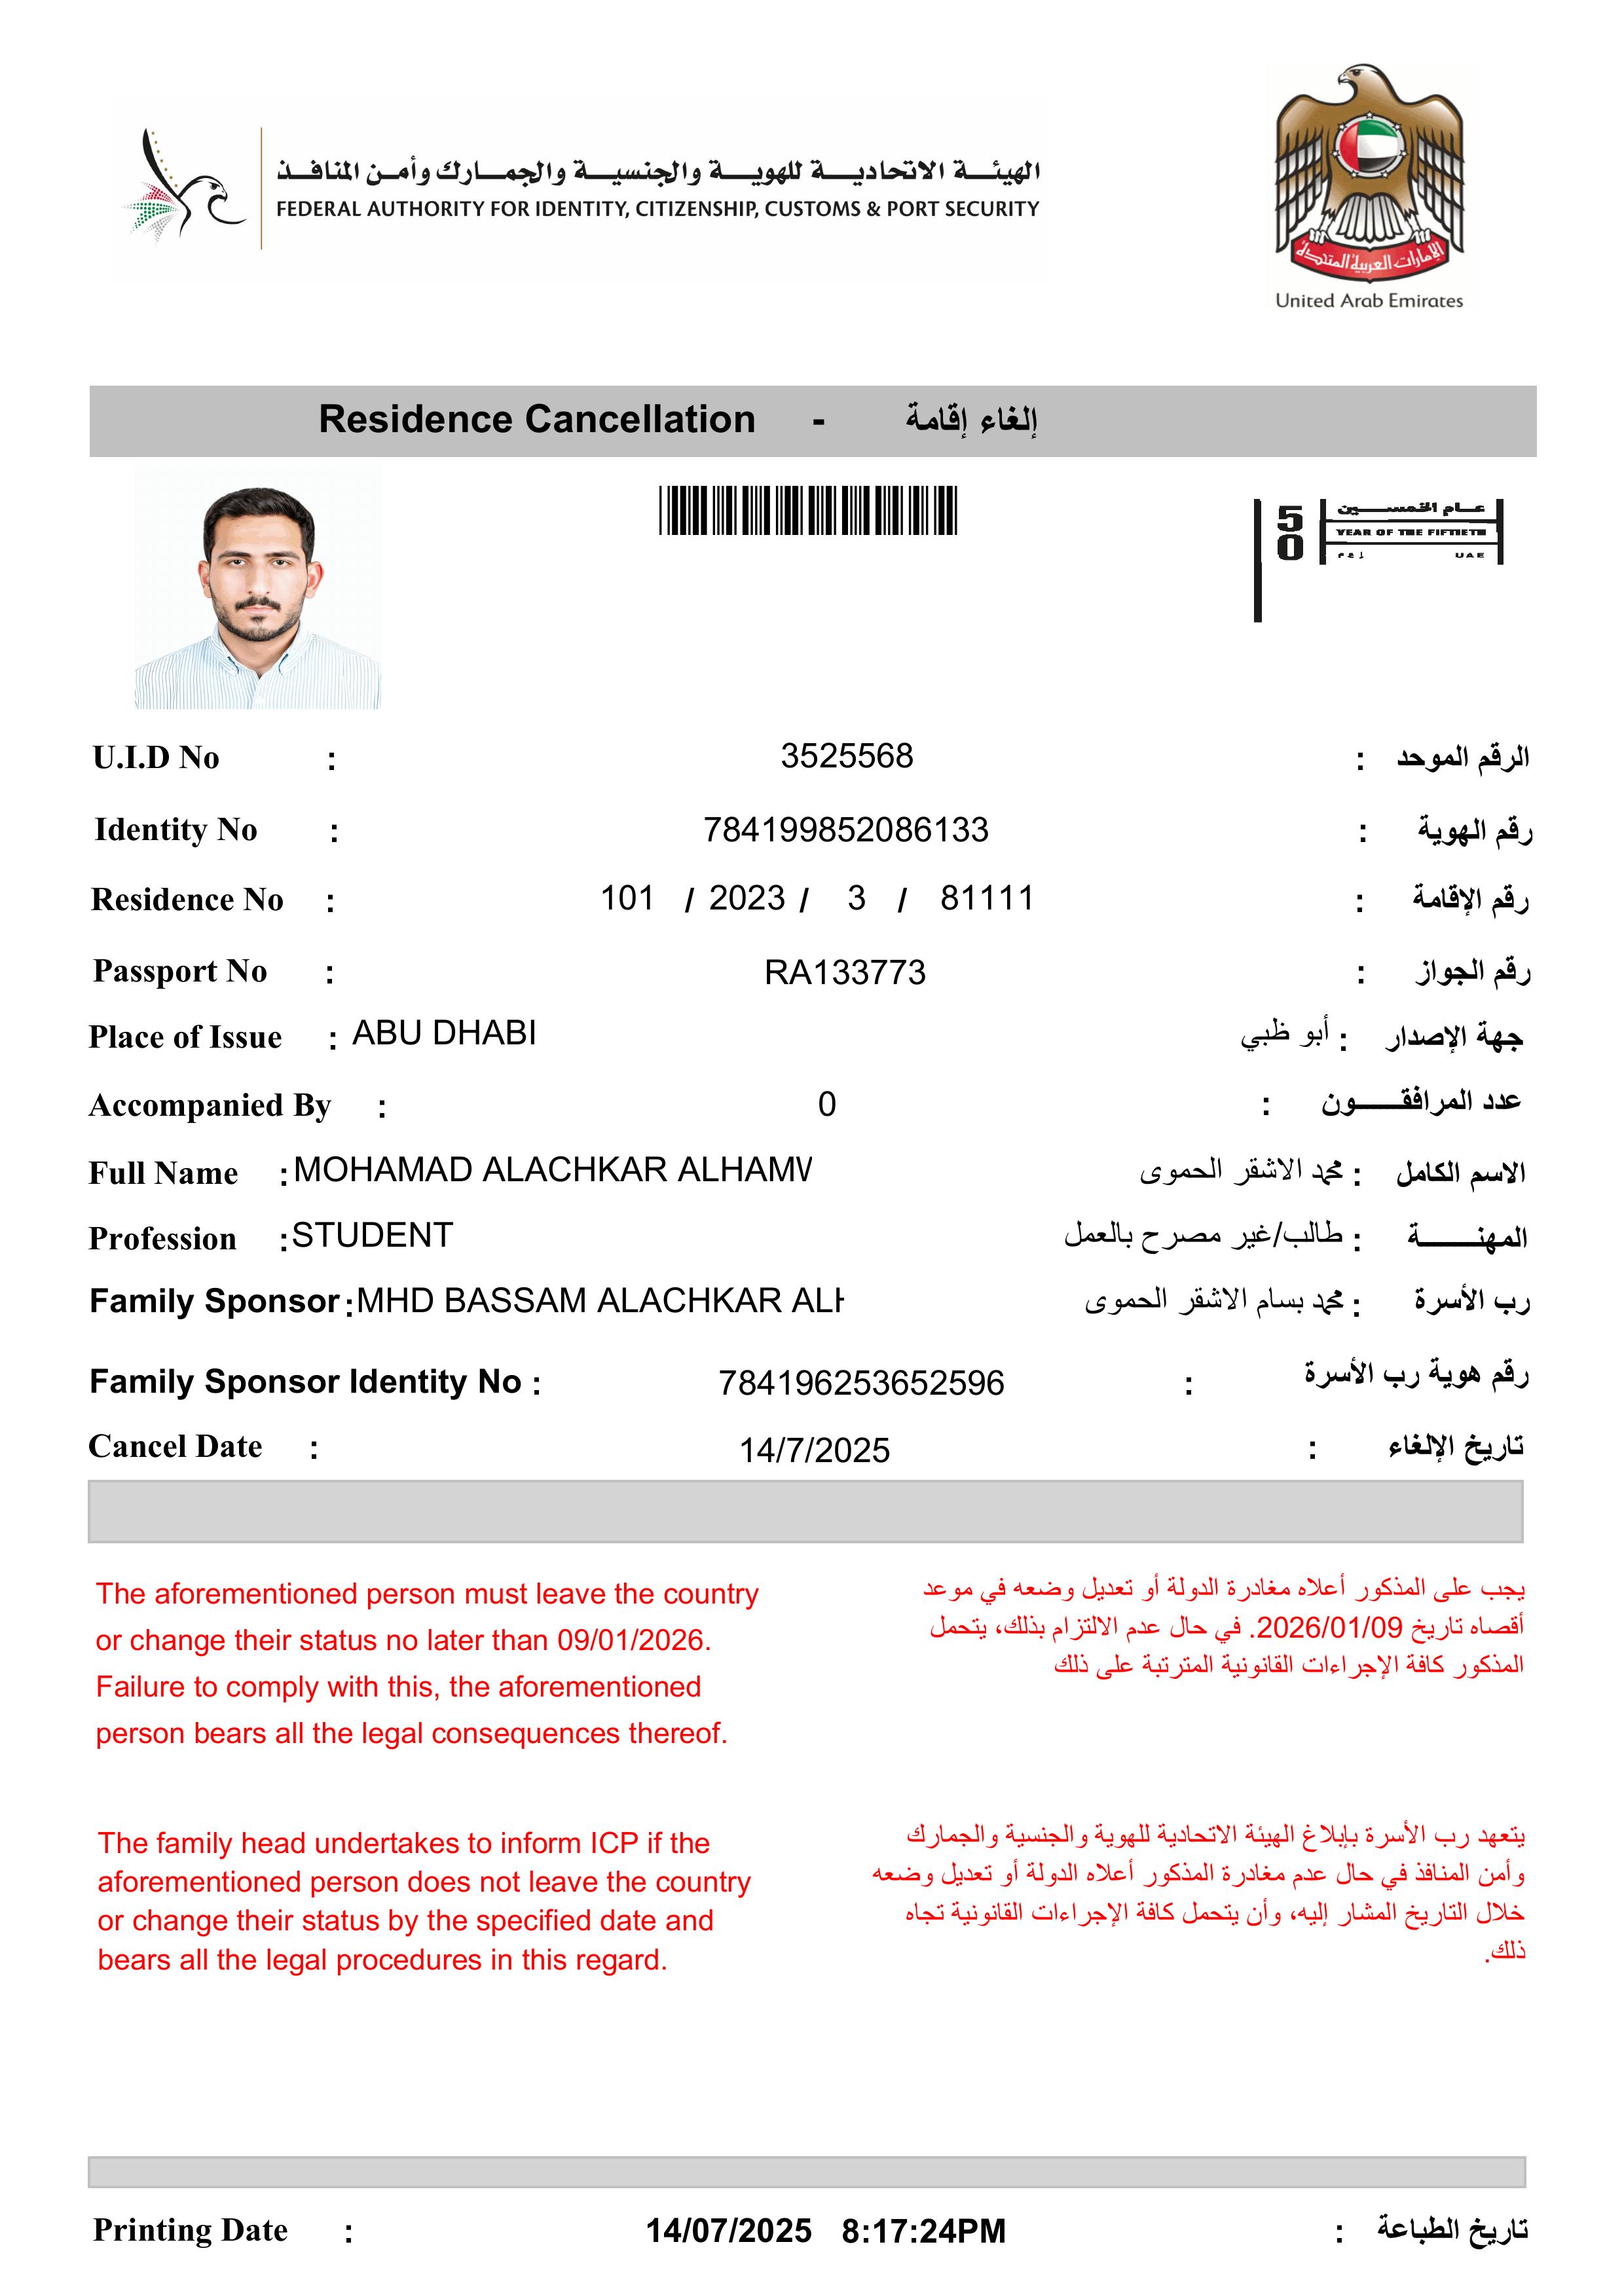 الهيئة الاتحادية للهوية والجنسية والجمارك وأمن المنافذ
FEDERAL AUTHORITY FOR IDENTITY, CITIZENSHIP, CUSTOMS & PORT SECURITY
الإمارات العربية المتحدة
United Arab Emirates
Residence Cancellation - إلغاء إقامة
50 عام الخمسين
YEAR OF THE FIFTIETH
إ ع م UAE
U.I.D No : 3525568 : الرقم الموحد
Identity No : 784199852086133 : رقم الهوية
Residence No : 101 / 2023 / 3 / 81111 : رقم الإقامة
Passport No : RA133773 : رقم الجواز
Place of Issue : ABU DHABI أبو ظبي : جهة الإصدار
Accompanied By : 0 : عدد المرافقون
Full Name : MOHAMAD ALACHKAR ALHAMW محمد الاشقر الحموى : الاسم الكامل
Profession : STUDENT طالب/غير مصرح بالعمل : المهنة
Family Sponsor : MHD BASSAM ALACHKAR ALH محمد بسام الاشقر الحموى : رب الأسرة
Family Sponsor Identity No : 784196253652596 : رقم هوية رب الأسرة
Cancel Date : 14/7/2025 : تاريخ الإلغاء
The aforementioned person must leave the country
or change their status no later than 09/01/2026.
Failure to comply with this, the aforementioned
person bears all the legal consequences thereof.
يجب على المذكور أعلاه مغادرة الدولة أو تعديل وضعه في موعد
أقصاه تاريخ 2026/01/09. في حال عدم الالتزام بذلك، يتحمل
المذكور كافة الإجراءات القانونية المترتبة على ذلك
The family head undertakes to inform ICP if the
aforementioned person does not leave the country
or change their status by the specified date and
bears all the legal procedures in this regard.
يتعهد رب الأسرة بإبلاغ الهيئة الاتحادية للهوية والجنسية والجمارك
وأمن المنافذ في حال عدم مغادرة المذكور أعلاه الدولة أو تعديل وضعه
خلال التاريخ المشار إليه، وأن يتحمل كافة الإجراءات القانونية تجاه
ذلك.
Printing Date : 14/07/2025 8:17:24PM : تاريخ الطباعة